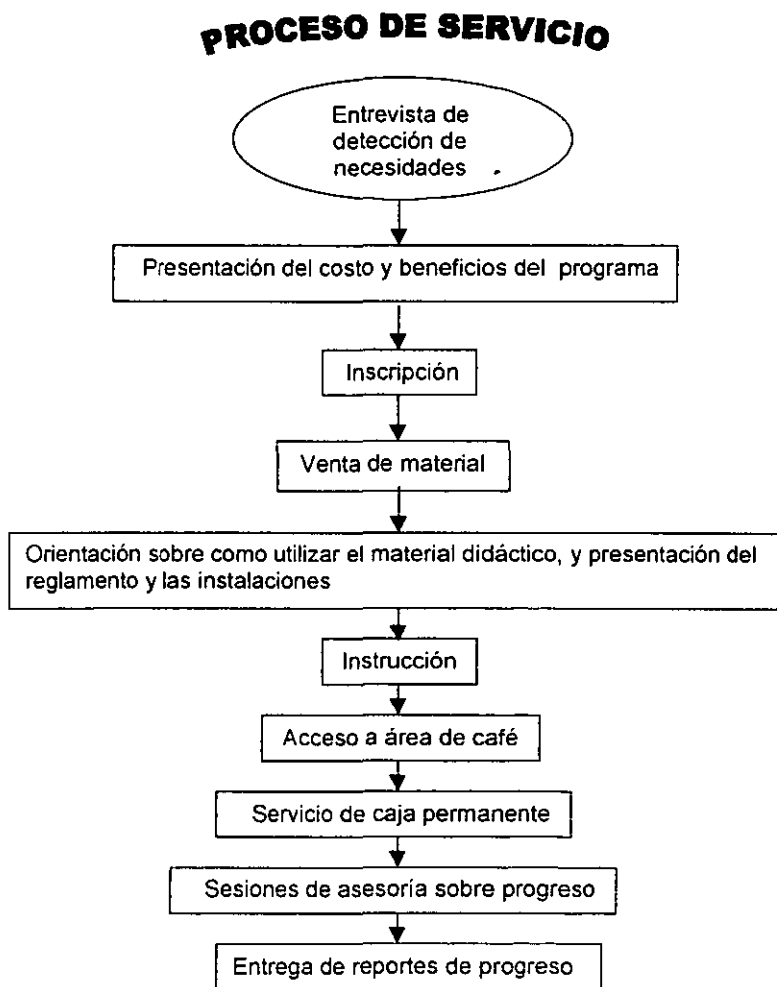 PROCESO DE SERVICIO
Entrevista de
detección de
necesidades
Presentación del costo y beneficios del programa
Inscripción
Venta de material
Orientación sobre como utilizar el material didáctico, y presentación del
reglamento y las instalaciones
Instrucción
Acceso a área de café
Servicio de caja permanente
Sesiones de asesoría sobre progreso
Entrega de reportes de progreso